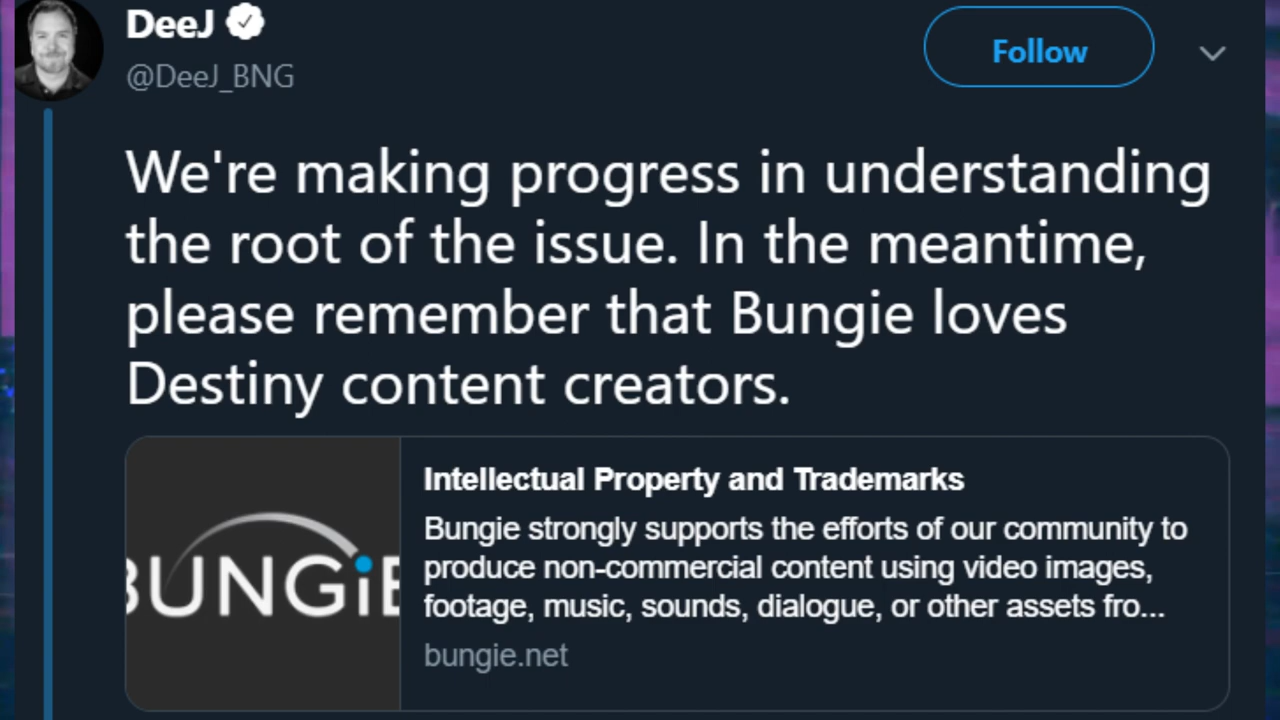 DeeJ
@DeeJ_BNG
Follow
We're making progress in understanding
the root of the issue. In the meantime,
please remember that Bungie loves
Destiny content creators.
BUNGiE
Intellectual Property and Trademarks
Bungie strongly supports the efforts of our community to
produce non-commercial content using video images,
footage, music, sounds, dialogue, or other assets fro...
bungie.net